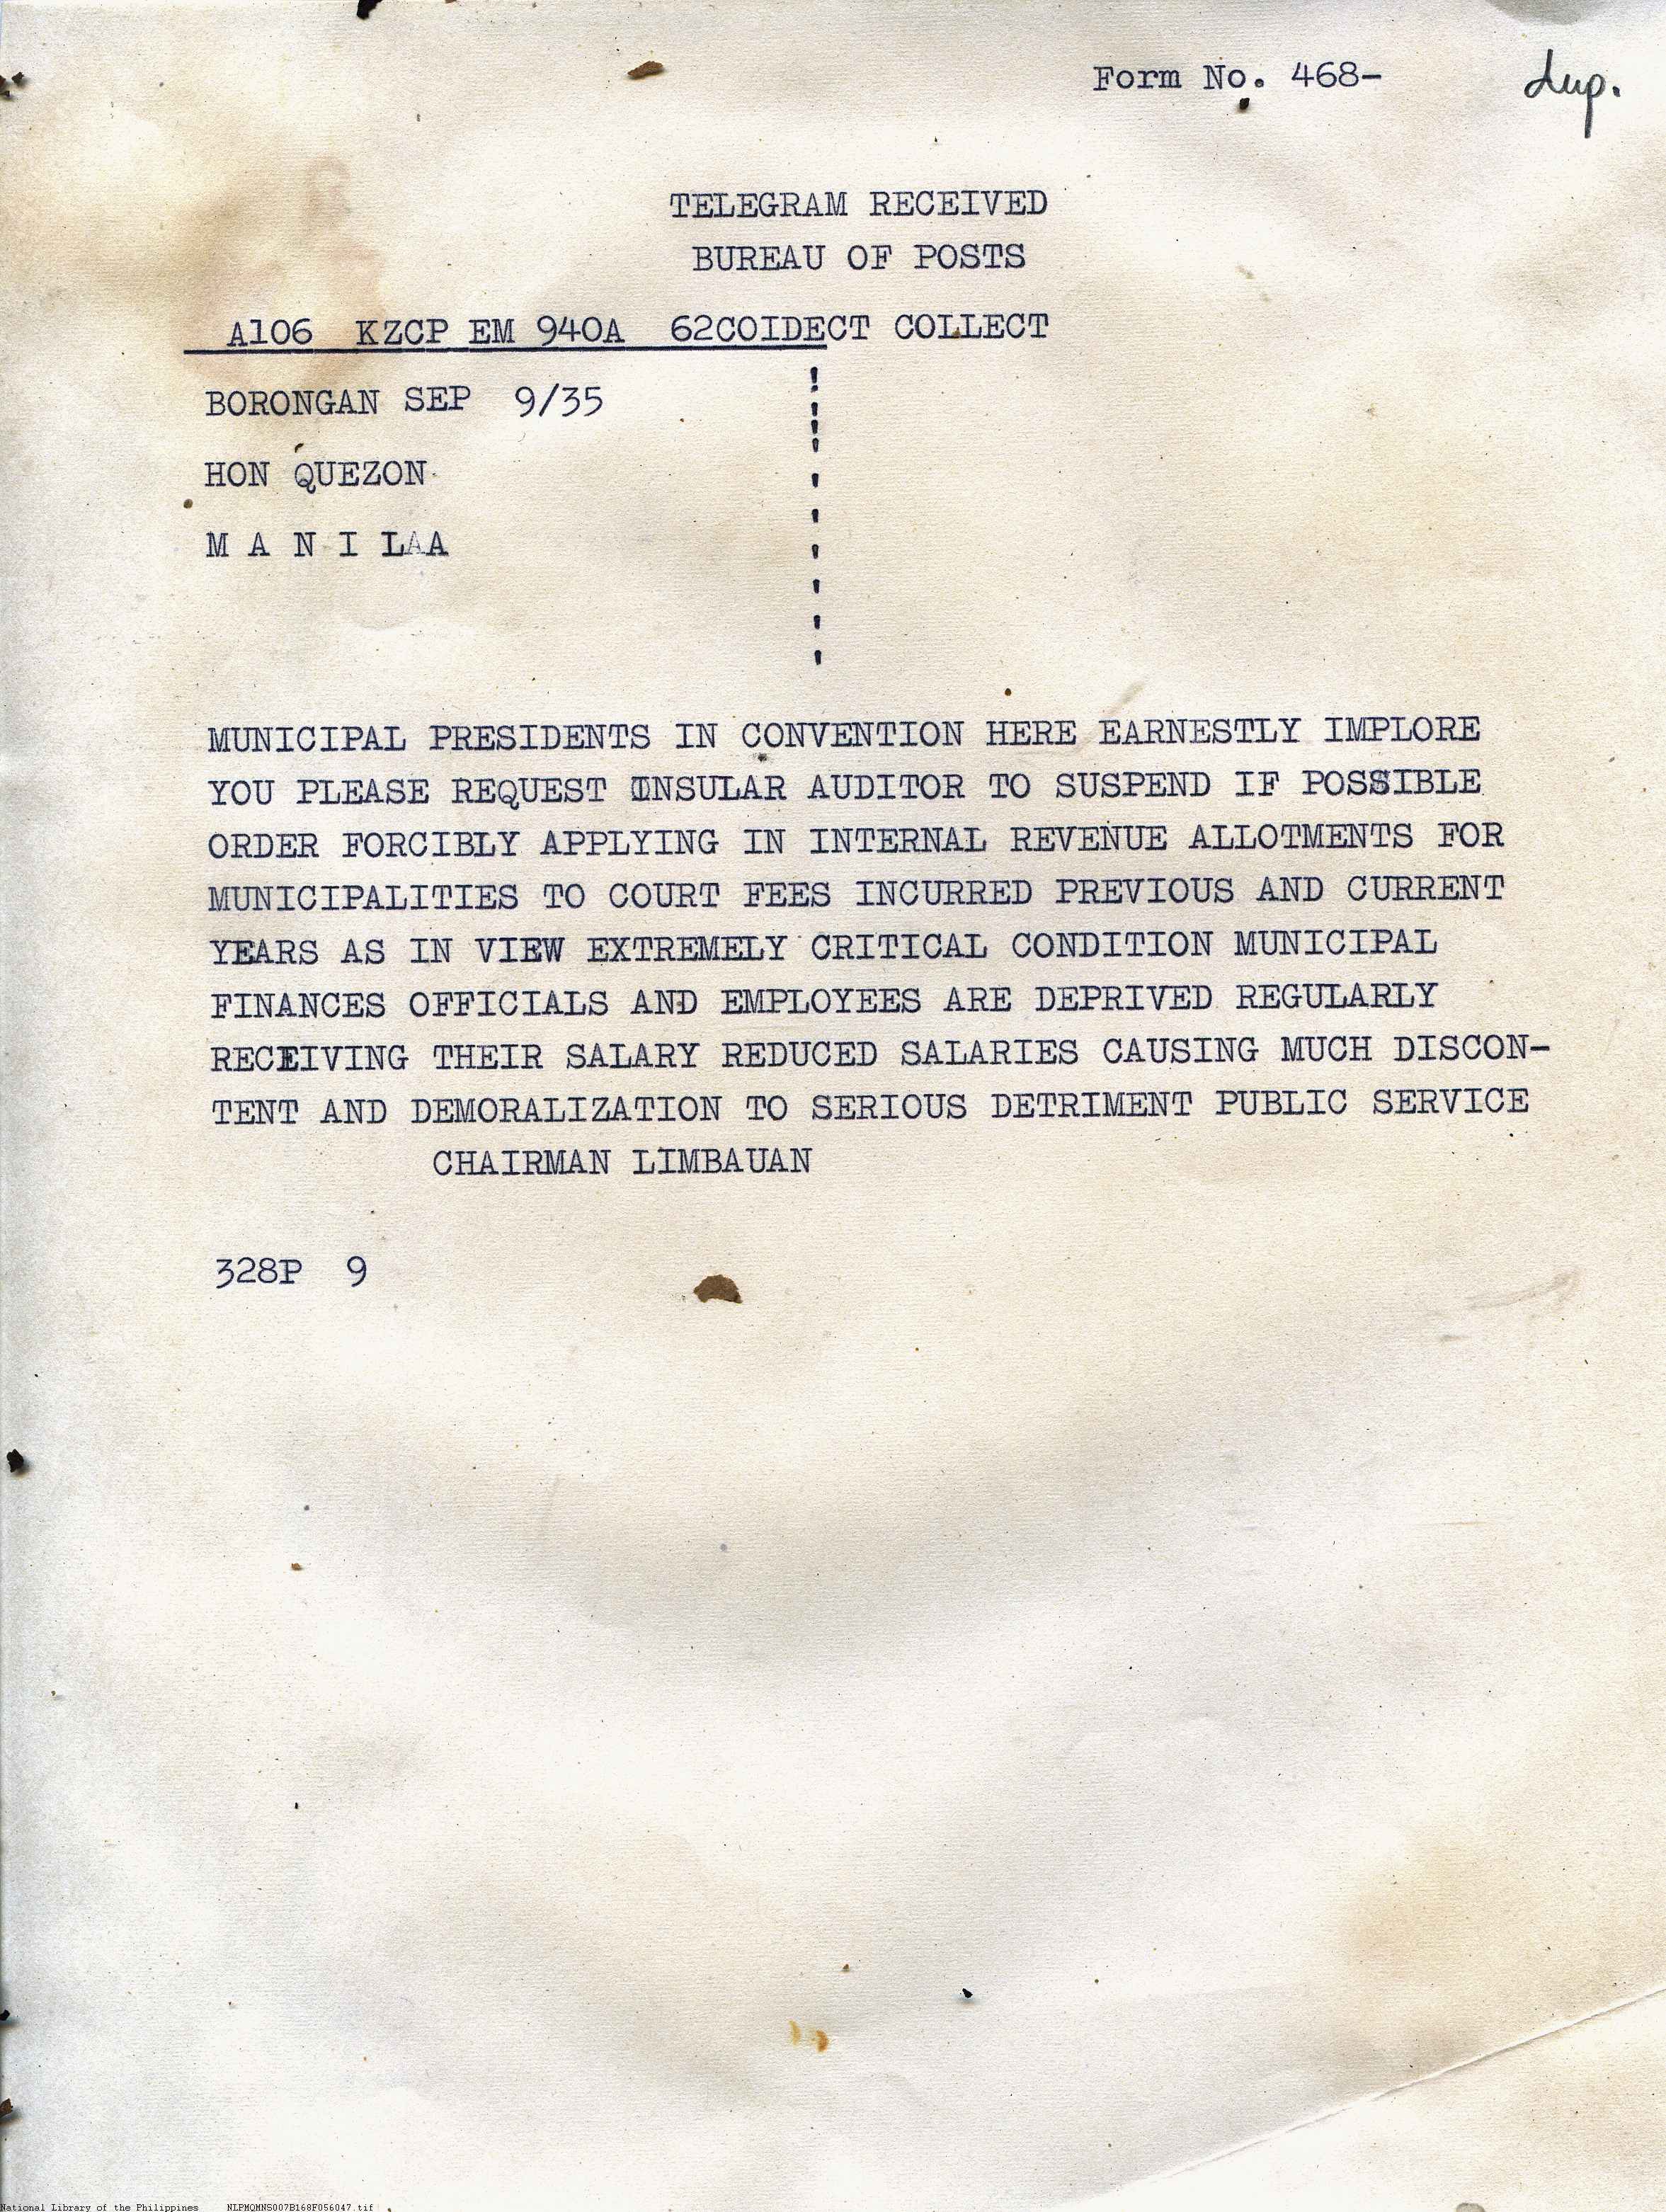 Form No. 468-
dup.
TELEGRAM RECEIVED
BUREAU OF POSTS
A106 KZCP EM 940A 62COIDECT COLLECT
BORONGAN SEP 9/35
HON QUEZON
M A N I LAA
MUNICIPAL PRESIDENTS IN CONVENTION HERE EARNESTLY IMPLORE
YOU PLEASE REQUEST INSULAR AUDITOR TO SUSPEND IF POSSIBLE
ORDER FORCIBLY APPLYING IN INTERNAL REVENUE ALLOTMENTS FOR
MUNICIPALITIES TO COURT FEES INCURRED PREVIOUS AND CURRENT
YEARS AS IN VIEW EXTREMELY CRITICAL CONDITION MUNICIPAL
FINANCES OFFICIALS AND EMPLOYEES ARE DEPRIVED REGULARLY
RECEIVING THEIR SALARY REDUCED SALARIES CAUSING MUCH DISCON-
TENT AND DEMORALIZATION TO SERIOUS DETRIMENT PUBLIC SERVICE
CHAIRMAN LIMBAUAN
328P 9
National Library of the Philippines NLPMQMNS007B168F056047.tif